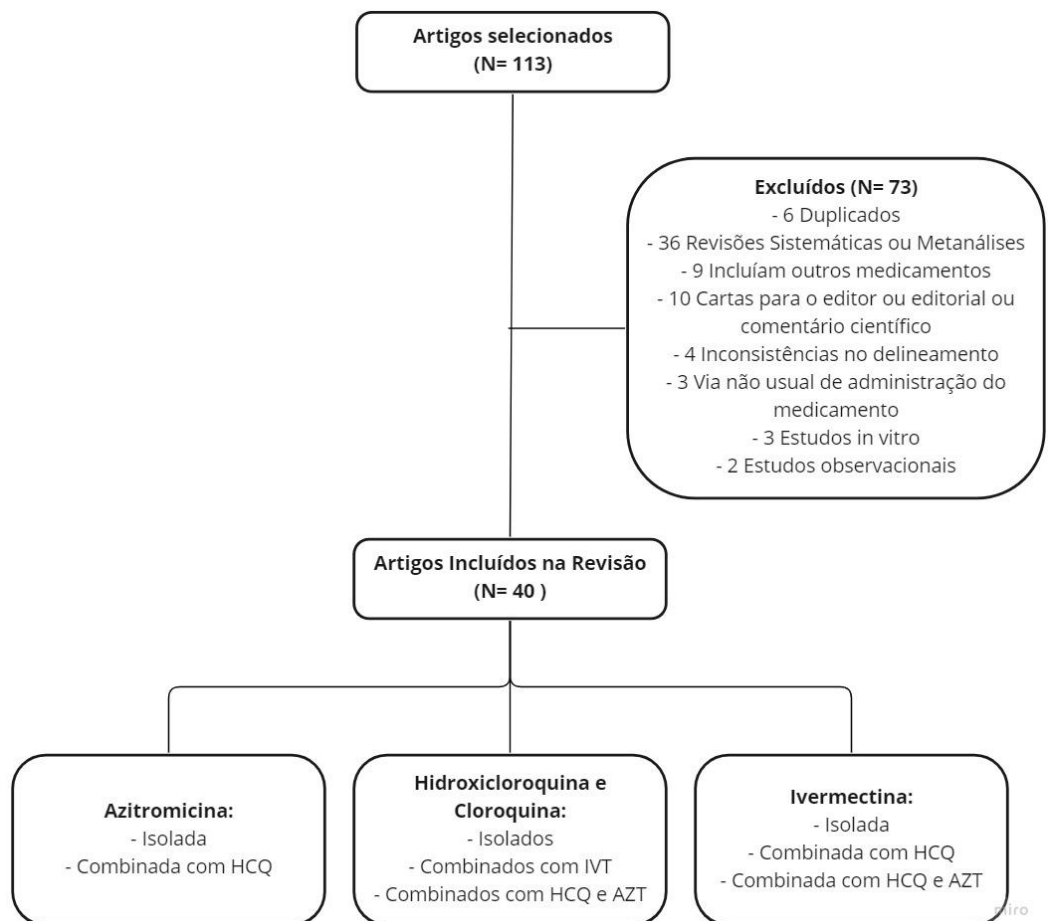 Artigos selecionados
(N= 113)
Excluídos (N= 73)
- 6 Duplicados
- 36 Revisões Sistemáticas ou Metanálises
- 9 Incluíam outros medicamentos
- 10 Cartas para o editor ou editorial ou
comentário científico
- 4 Inconsistências no delineamento
- 3 Via não usual de administração do
medicamento
- 3 Estudos in vitro
- 2 Estudos observacionais
Artigos Incluídos na Revisão
(N= 40 )
Azitromicina:
- Isolada
- Combinada com HCQ
Hidroxicloroquina e
Cloroquina:
- Isolados
- Combinados com IVT
- Combinados com HCQ e AZT
Ivermectina:
- Isolada
- Combinada com HCQ
- Combinada com HCQ e AZT
miro